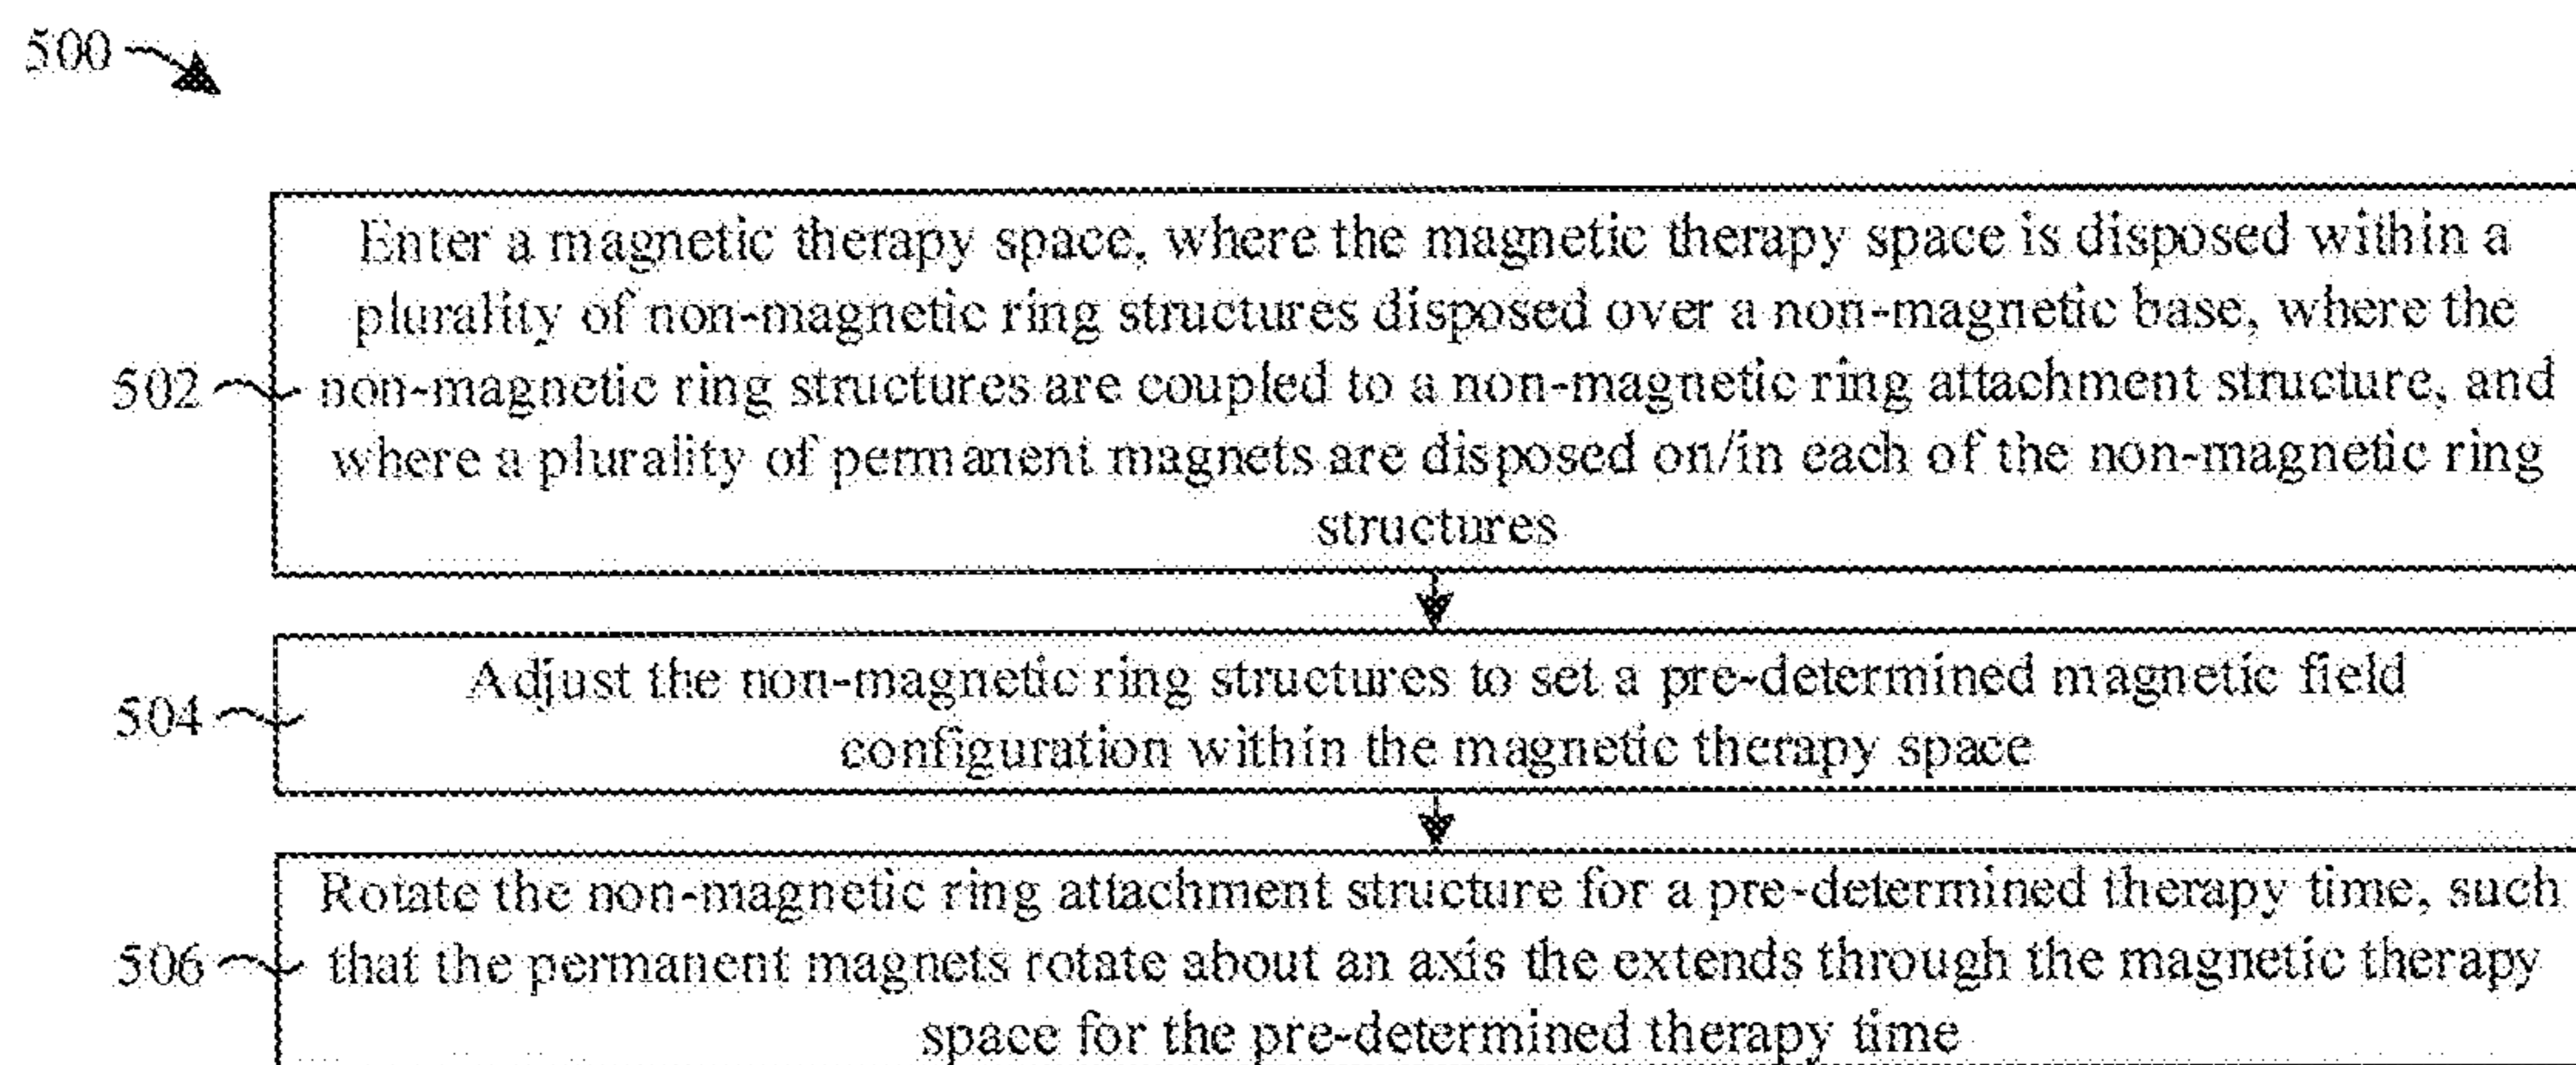 500
Enter a magnetic therapy space, where the magnetic therapy space is disposed within a
plurality of non-magnetic ring structures disposed over a non-magnetic base, where the
502 non-magnetic ring structures are coupled to a non-magnetic ring attachment structure, and
where a plurality of permanent magnets are disposed on/in each of the non-magnetic ring
structures
Adjust the non-magnetic ring structures to set a pre-determined magnetic field
504
configuration within the magnetic therapy space
Rotate the non-magnetic ring attachment structure for a pre-determined therapy time, such
506 that the permanent magnets rotate about an axis the extends through the magnetic therapy
space for the pre-determined therapy time